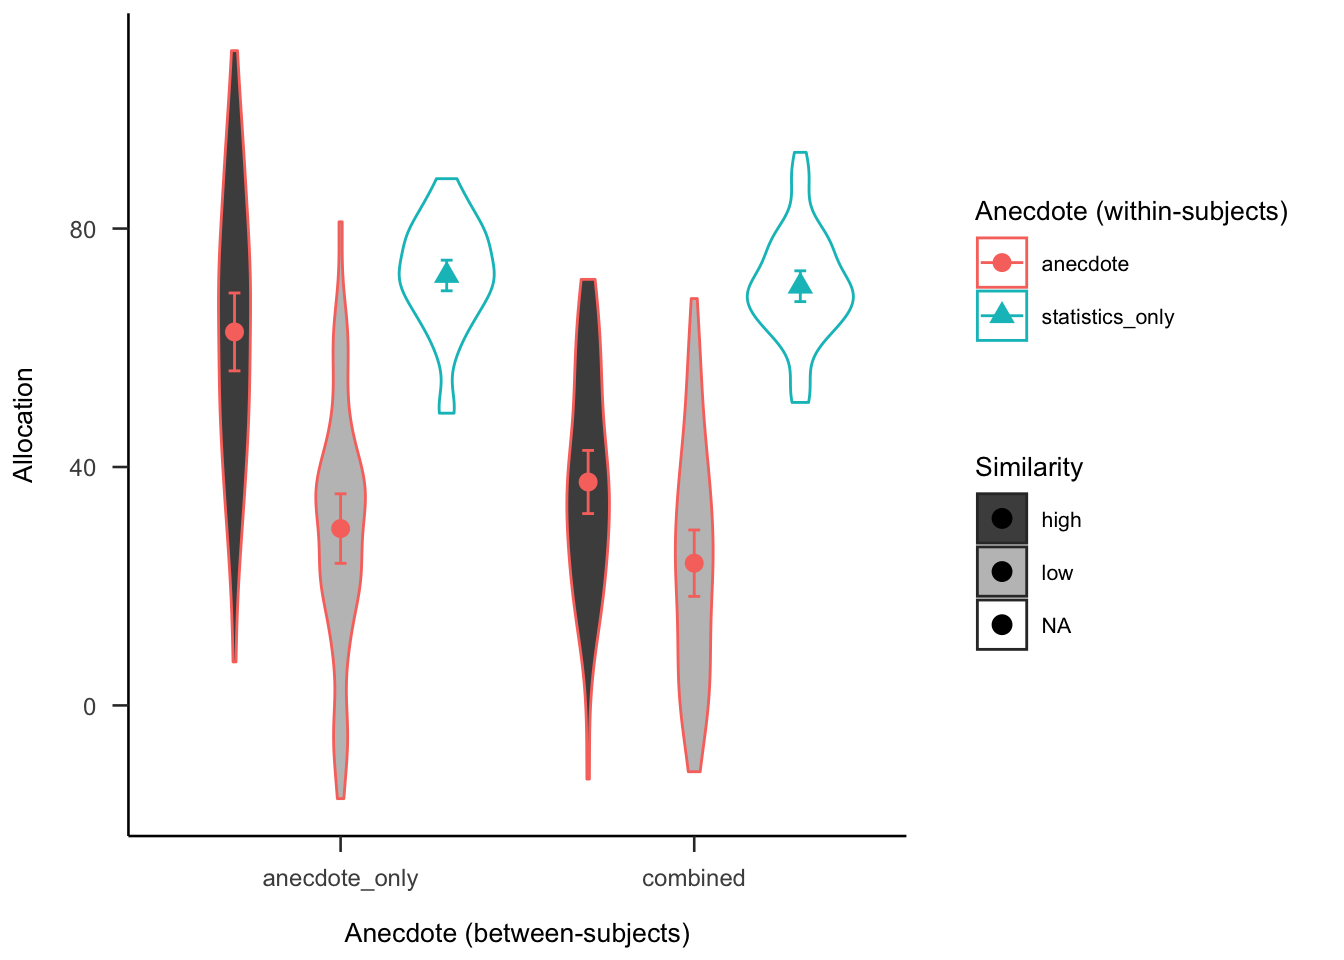 Allocation
80
40
0
anecdote_only
combined
Anecdote (between-subjects)
Anecdote (within-subjects)
anecdote
statistics_only
Similarity
high
low
NA